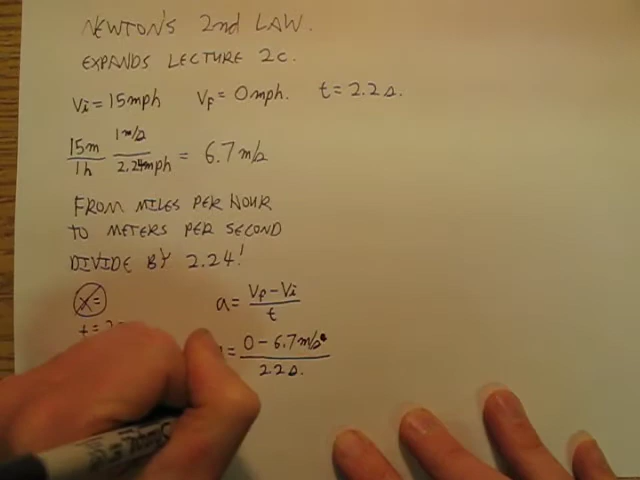 NEWTON'S 2nd LAW.
EXPANDS LECTURE 2C.
Vi = 15mph VF = 0mph. t = 2.2s.
15m/1h 1m/s/2.24mph = 6.7m/s
FROM MILES PER HOUR
TO METERS PER SECOND
DIVIDE BY 2.24!
x= a = VF-Vi/t
t=
= 0-6.7m/s/2.2s.